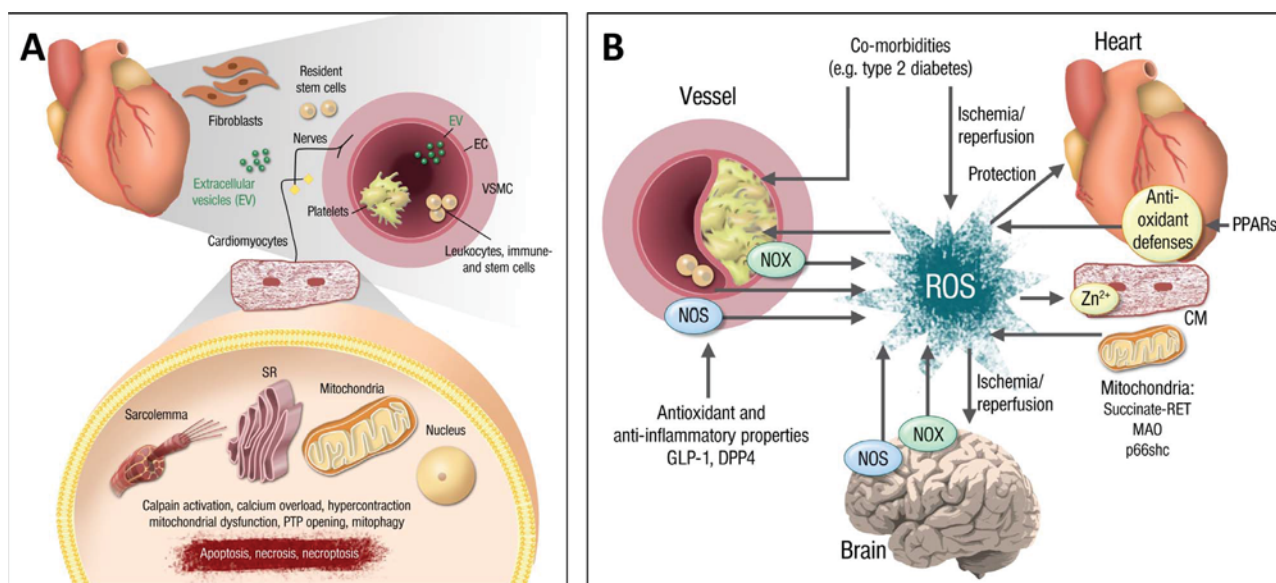 A
Resident
stem cells
Fibroblasts
Nerves
EV
EC
Extracellular
vesicles (EV)
VSMC
Platelets
Cardiomyocytes
Leukocytes, immune-
and stem cells
SR
Mitochondria
Sarcolemma
Nucleus
Calpain activation, calcium overload, hypercontraction
mitochondrial dysfunction, PTP opening, mitophagy
Apoptosis, necrosis, necroptosis
B
Co-morbidities
(e.g. type 2 diabetes)
Heart
Vessel
Ischemia/
reperfusion
Protection
Anti-
oxidant
defenses
PPARs
NOX
ROS
Zn2+
CM
NOS
Ischemia/
reperfusion
Mitochondria:
Succinate-RET
MAO
p66shc
Antioxidant and
anti-inflammatory properties
GLP-1, DPP4
NOS
NOX
Brain